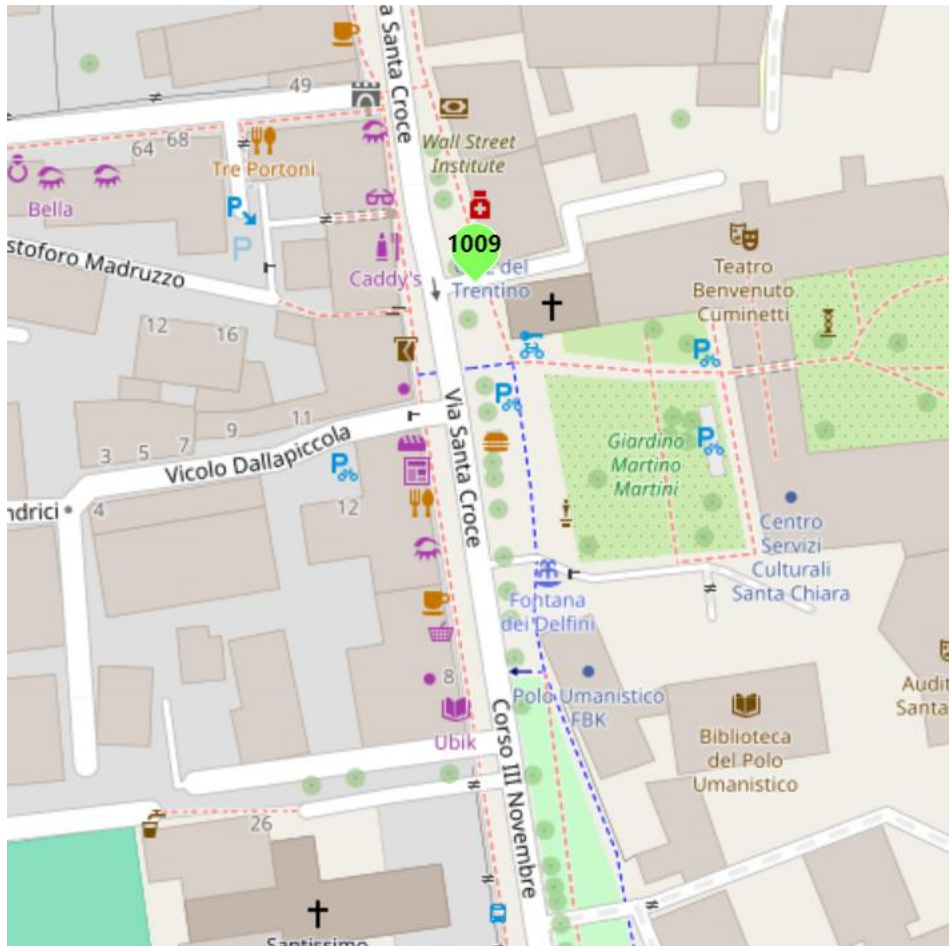 a Santa Croce
49
64
68
Wall Street
Institute
Tre Portoni
Bella
P
P
1009
del
Trentino
Teatro
Benvenuto
Cuminetti
stoforo Madruzzo
Caddy's
12
16
P
P
Via Santa Croce
11
9
7
5
3
Vicolo Dallapiccola
P
Giardino
Martino
Martini
P
ndrici
4
12
Centro
Servizi
Culturali
Santa Chiara
Fontana
dei Delfini
8
Polo Umanistico
FBK
Audit
Santa
Ubik
Corso III Novembre
Biblioteca
del Polo
Umanistico
26
Santissimo